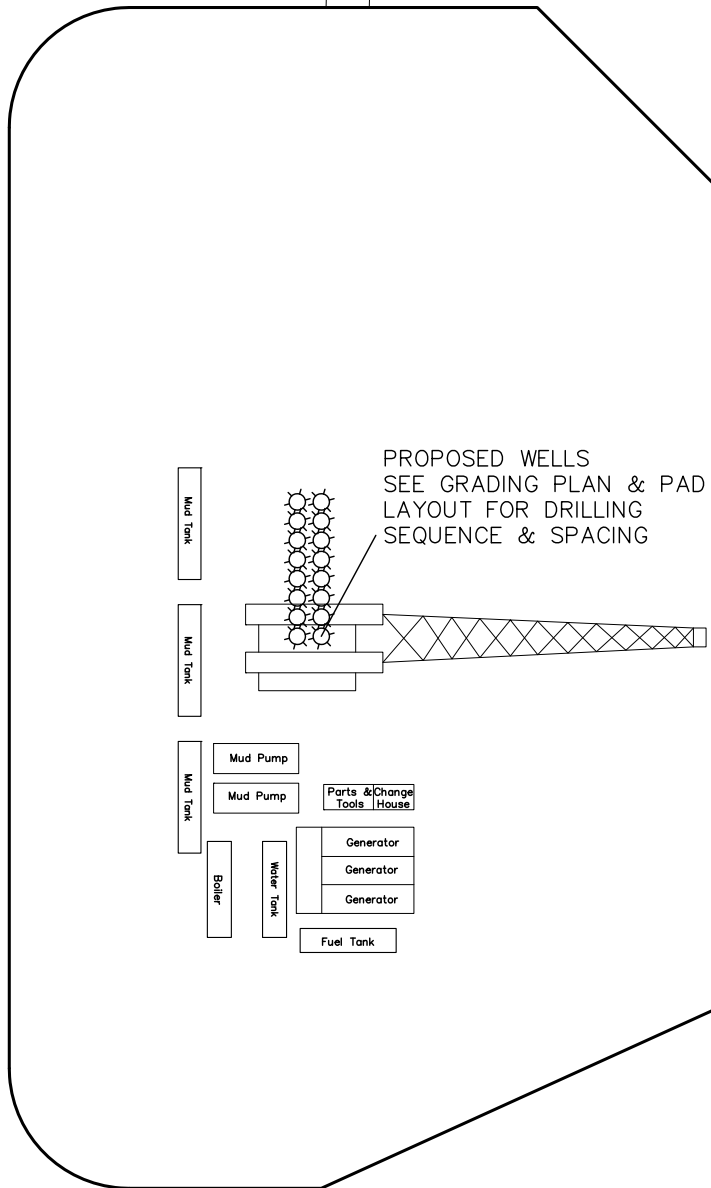 PROPOSED WELLS
SEE GRADING PLAN & PAD
LAYOUT FOR DRILLING
SEQUENCE & SPACING
Mud Tank
Mud Tank
Mud Tank
Mud Pump
Mud Pump
Parts &
Tools
Change
House
Generator
Generator
Generator
Boiler
Water Tank
Fuel Tank